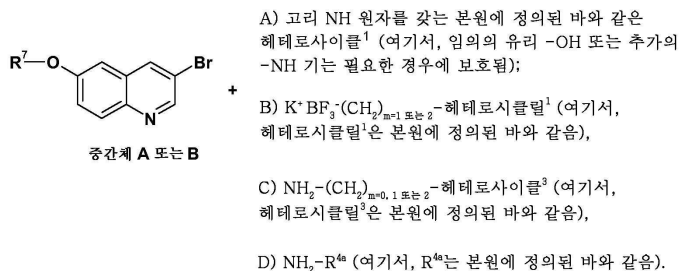 R⁷ O Br
N
+
중간체 A 또는 B
A) 고리 NH 원자를 갖는 본원에 정의된 바와 같은
헤테로사이클¹ (여기서, 임의의 유리 -OH 또는 추가의
-NH 기는 필요한 경우에 보호됨);
B) K⁺ BF₃⁻(CH₂)m=1 또는 2-헤테로시클릴¹ (여기서,
헤테로시클릴¹은 본원에 정의된 바와 같음),
C) NH₂-(CH₂)m=0, 1 또는 2-헤테로사이클³ (여기서,
헤테로시클릴³은 본원에 정의된 바와 같음),
D) NH₂-R⁴ᵃ (여기서, R⁴ᵃ는 본원에 정의된 바와 같음).